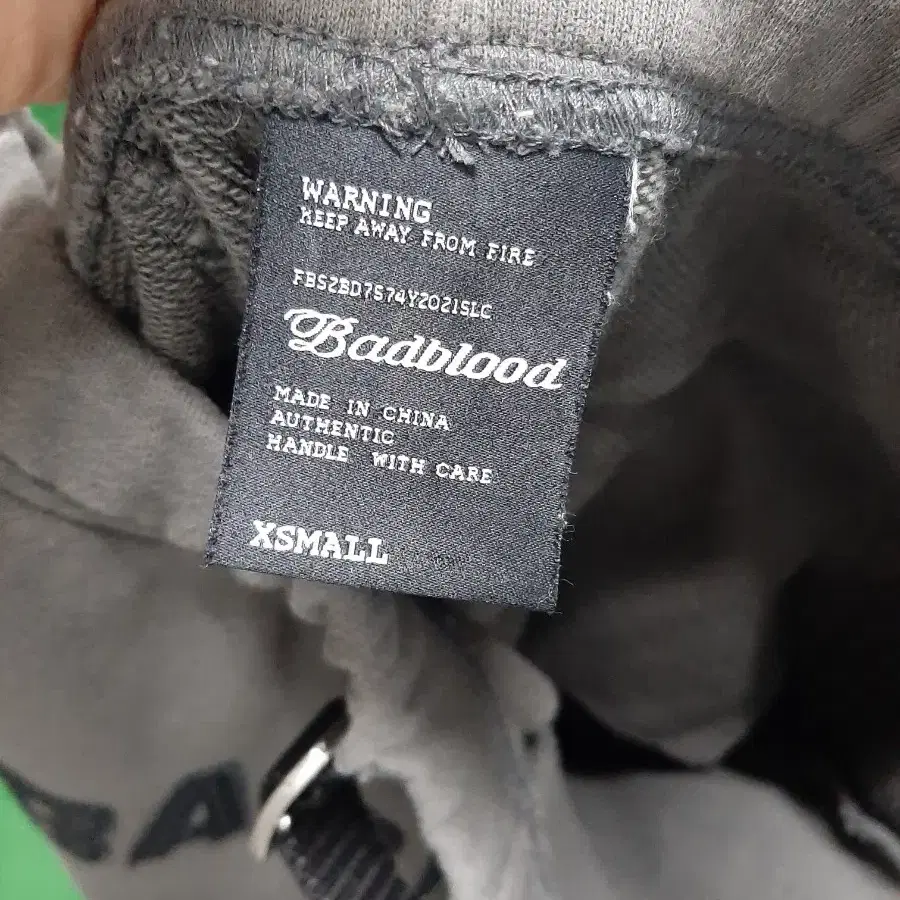 WARNING
KEEP AWAY FROM FIRE
FBS2BD7574Y2021SLC
Badblood
MADE IN CHINA
AUTHENTIC
HANDLE WITH CARE
XSMALL